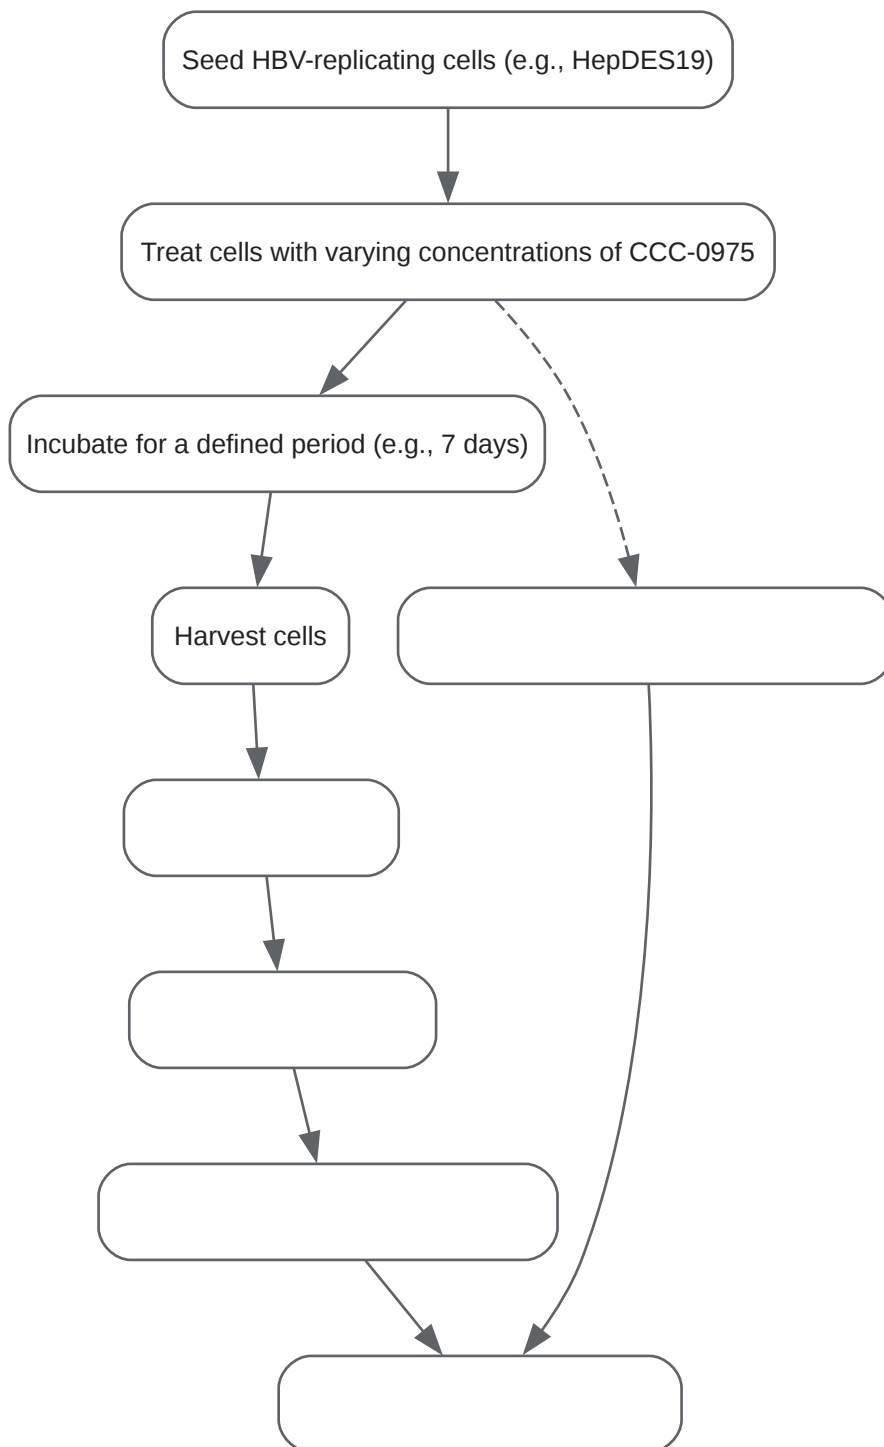 Seed HBV-replicating cells (e.g., HepDES19)
Treat cells with varying concentrations of CCC-0975
Incubate for a defined period (e.g., 7 days)
Harvest cells